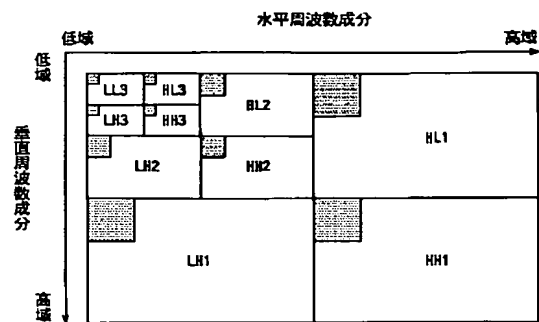 水平周波数成分
低域 高域
低域
垂直周波数成分
高域
LL3 HL3 HL2 HL1
LH3 HH3
LH2 HH2
LH1 HH1